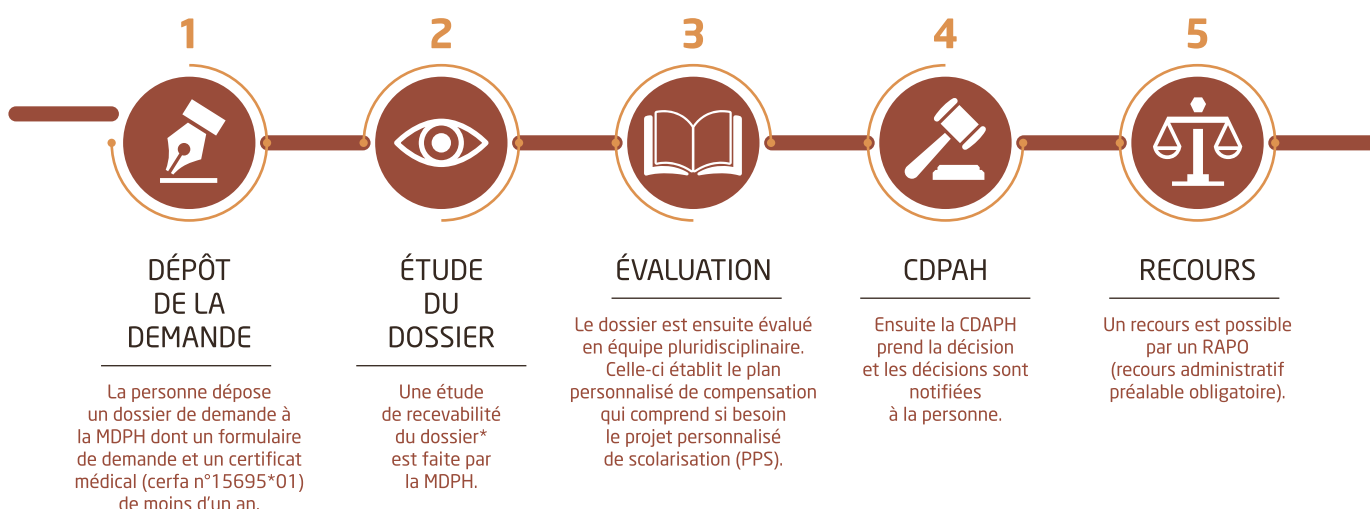 1
2
3
4
5
DÉPÔT
DE LA
DEMANDE
La personne dépose
un dossier de demande à
la MDPH dont un formulaire
de demande et un certificat
médical (cerfa n°15695*01)
de moins d'un an.
ÉTUDE
DU
DOSSIER
Une étude
de recevabilité
du dossier*
est faite par
la MDPH.
ÉVALUATION
Le dossier est ensuite évalué
en équipe pluridisciplinaire.
Celle-ci établit le plan
personnalisé de compensation
qui comprend si besoin
le projet personnalisé
de scolarisation (PPS).
CDPAH
Ensuite la CDAPH
prend la décision
et les décisions sont
notifiées
à la personne.
RECOURS
Un recours est possible
par un RAPO
(recours administratif
préalable obligatoire).